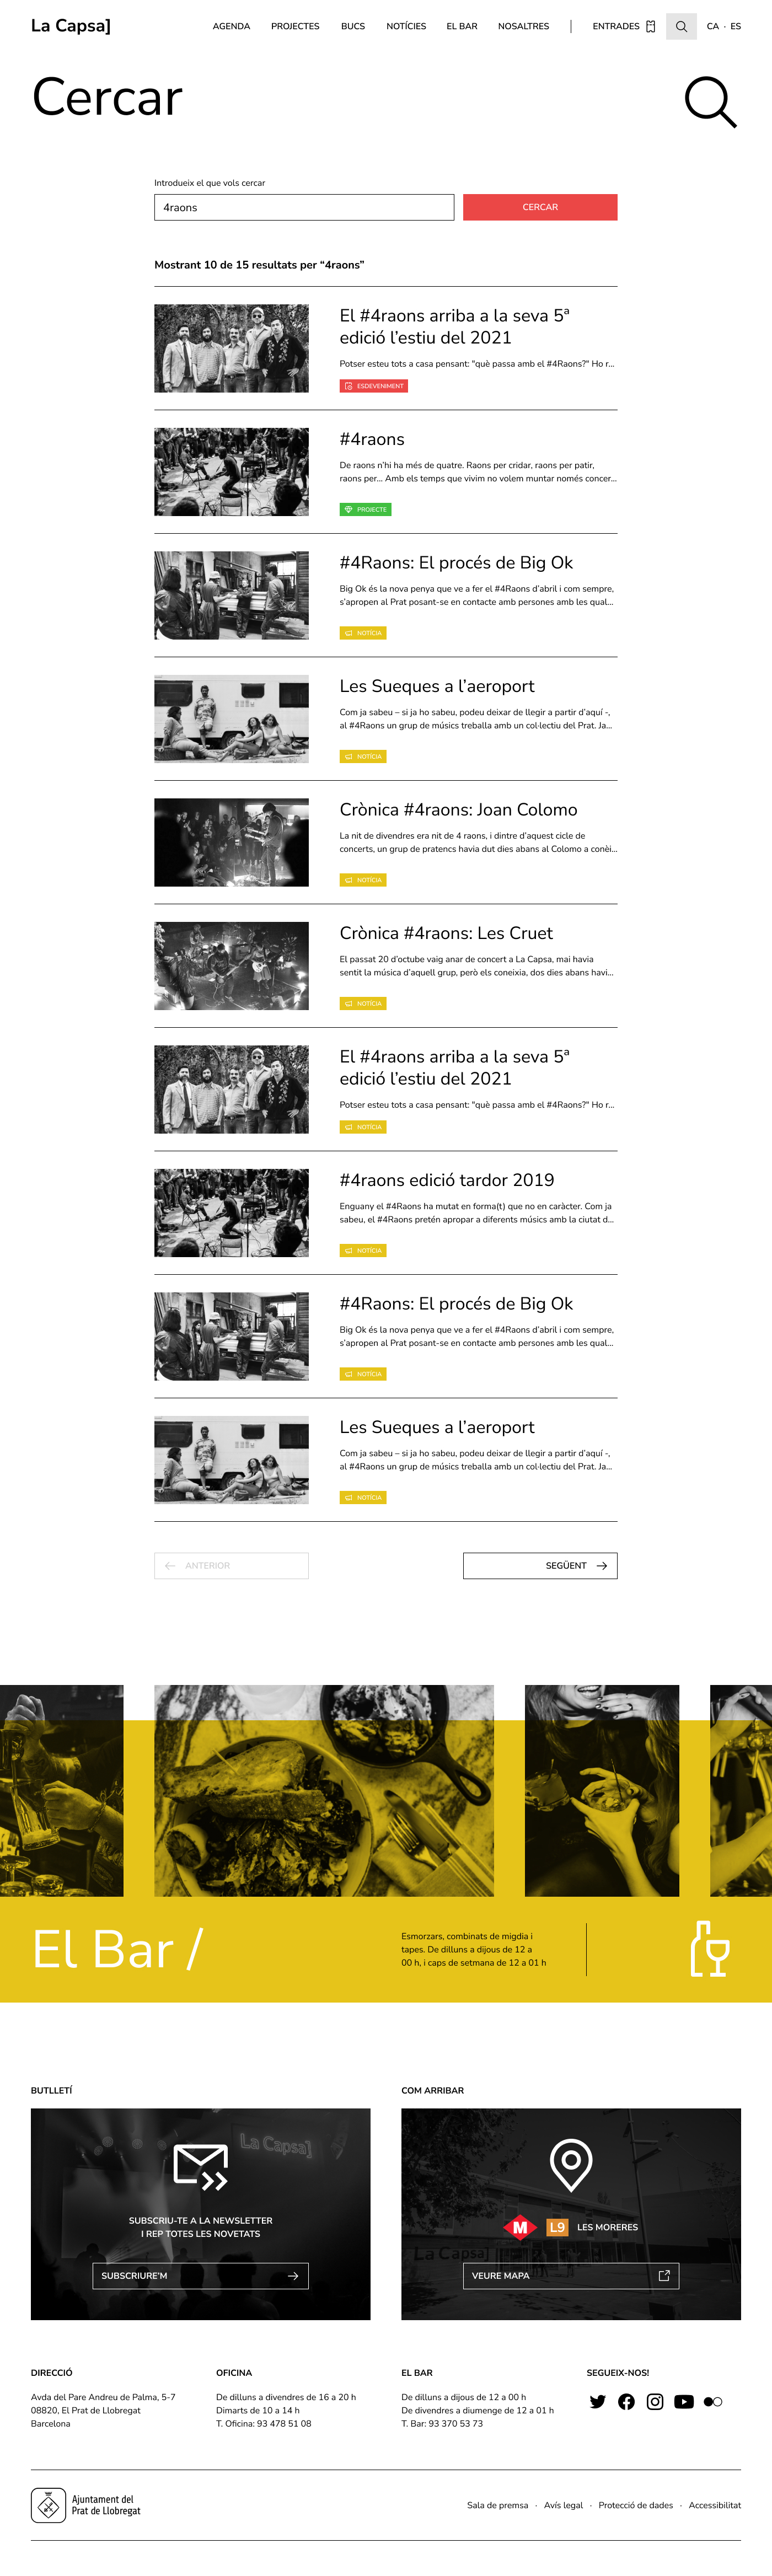 La Capsa]
AGENDA PROJECTES BUCS NOTÍCIES EL BAR NOSALTRES ENTRADES CA · ES
Cercar
Introdueix el que vols cercar
4raons CERCAR
Mostrant 10 de 15 resultats per “4raons”
El #4raons arriba a la seva 5ª
edició l’estiu del 2021
Potser esteu tots a casa pensant: "què passa amb el #4Raons?" Ho r...
ESDEVENIMENT
#4raons
De raons n’hi ha més de quatre. Raons per cridar, raons per patir,
raons per... Amb els temps que vivim no volem muntar només concer...
PROJECTE
#4Raons: El procés de Big Ok
Big Ok és la nova penya que ve a fer el #4Raons d’abril i com sempre,
s’apropen al Prat posant-se en contacte amb persones amb les qual...
NOTÍCIA
Les Sueques a l’aeroport
Com ja sabeu – si ja ho sabeu, podeu deixar de llegir a partir d’aquí -,
al #4Raons un grup de músics treballa amb un col·lectiu del Prat. Ja...
NOTÍCIA
Crònica #4raons: Joan Colomo
La nit de divendres era nit de 4 raons, i dintre d’aquest cicle de
concerts, un grup de pratencs havia dut dies abans al Colomo a conèi...
NOTÍCIA
Crònica #4raons: Les Cruet
El passat 20 d’octube vaig anar de concert a La Capsa, mai havia
sentit la música d’aquell grup, però els coneixia, dos dies abans havi...
NOTÍCIA
El #4raons arriba a la seva 5ª
edició l’estiu del 2021
Potser esteu tots a casa pensant: "què passa amb el #4Raons?" Ho r...
NOTÍCIA
#4raons edició tardor 2019
Enguany el #4Raons ha mutat en forma(t) que no en caràcter. Com ja
sabeu, el #4Raons pretén apropar a diferents músics amb la ciutat d...
NOTÍCIA
#4Raons: El procés de Big Ok
Big Ok és la nova penya que ve a fer el #4Raons d’abril i com sempre,
s’apropen al Prat posant-se en contacte amb persones amb les qual...
NOTÍCIA
Les Sueques a l’aeroport
Com ja sabeu – si ja ho sabeu, podeu deixar de llegir a partir d’aquí -,
al #4Raons un grup de músics treballa amb un col·lectiu del Prat. Ja...
NOTÍCIA
ANTERIOR SEGÜENT
El Bar /
Esmorzars, combinats de migdia i
tapes. De dilluns a dijous de 12 a
00 h, i caps de setmana de 12 a 01 h
BUTLLETÍ
La Capsa]
SUBSCRIU-TE A LA NEWSLETTER
I REP TOTES LES NOVETATS
SUBSCRIURE'M
COM ARRIBAR
M L9 LES MORERES
La Capsa]
VEURE MAPA
DIRECCIÓ
Avda del Pare Andreu de Palma, 5-7
08820, El Prat de Llobregat
Barcelona
OFICINA
De dilluns a divendres de 16 a 20 h
Dimarts de 10 a 14 h
T. Oficina: 93 478 51 08
EL BAR
De dilluns a dijous de 12 a 00 h
De divendres a diumenge de 12 a 01 h
T. Bar: 93 370 53 73
SEGUEIX-NOS!
Ajuntament del
Prat de Llobregat
Sala de premsa · Avís legal · Protecció de dades · Accessibilitat